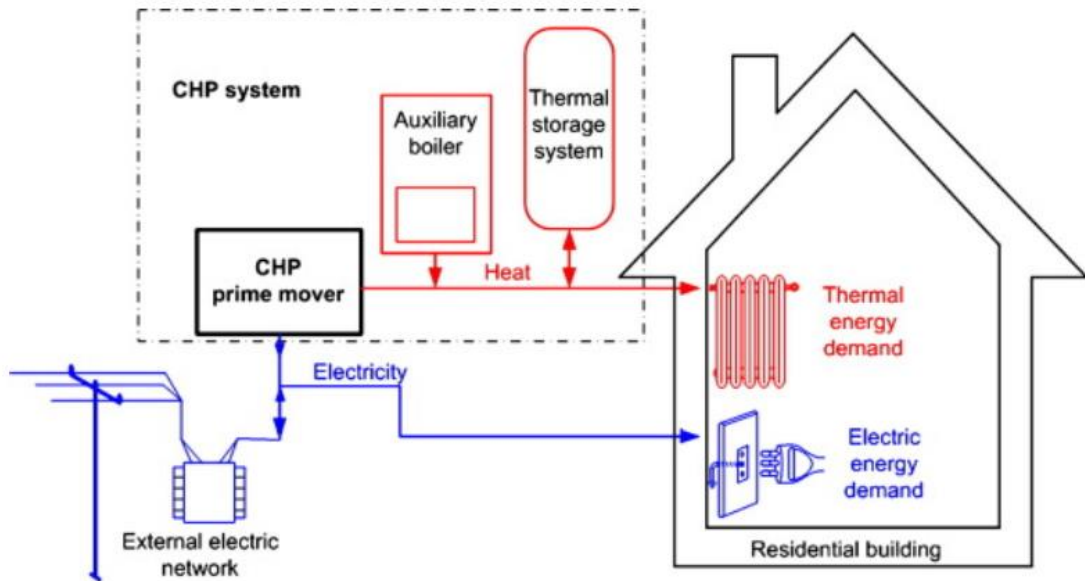 CHP system
Auxiliary
boiler
Thermal
storage
system
CHP
prime mover
Heat
Thermal
energy
demand
Electricity
Electric
energy
demand
External electric
network
Residential building